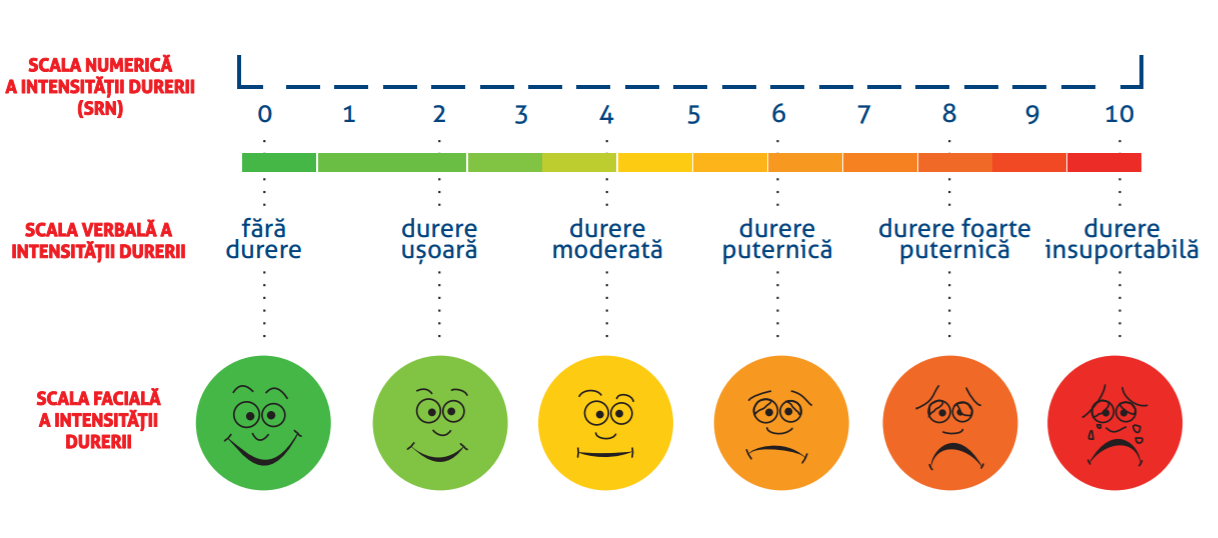 SCALA NUMERICĂ
A INTENSITĂȚII DURERII
(SRN)
0 1 2 3 4 5 6 7 8 9 10
SCALA VERBALĂ A
INTENSITĂȚII DURERII
fără
durere
durere
ușoară
durere
moderată
durere
puternică
durere foarte
puternică
durere
insuportabilă
SCALA FACIALĂ
A INTENSITĂȚII
DURERII